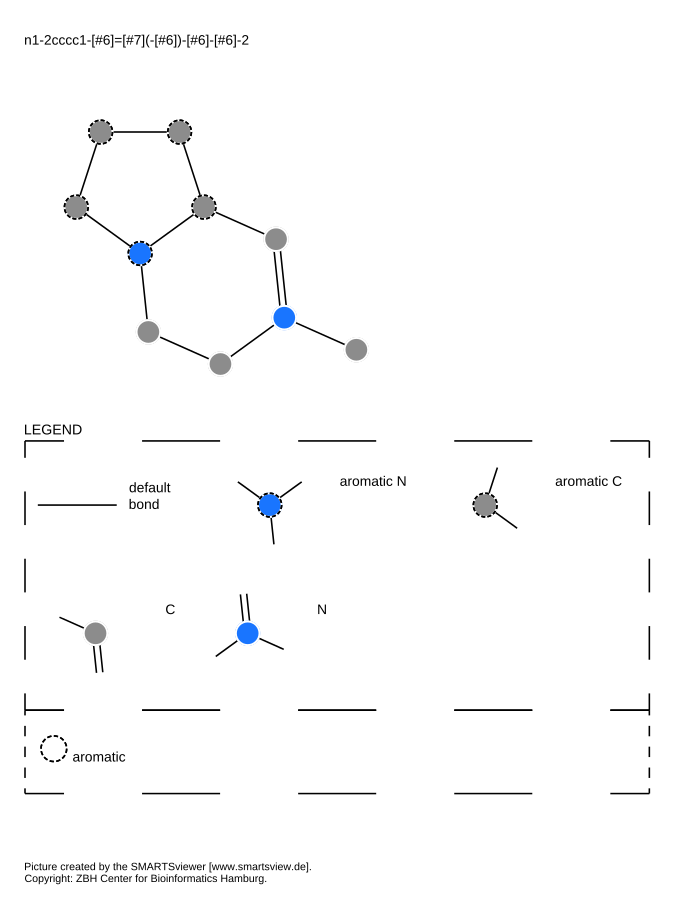 n1-2cccc1-[#6]=[#7](-[#6])-[#6]-[#6]-2
LEGEND
default
bond
aromatic N
aromatic C
C
N
aromatic
Picture created by the SMARTSviewer [www.smartsview.de].
Copyright: ZBH Center for Bioinformatics Hamburg.